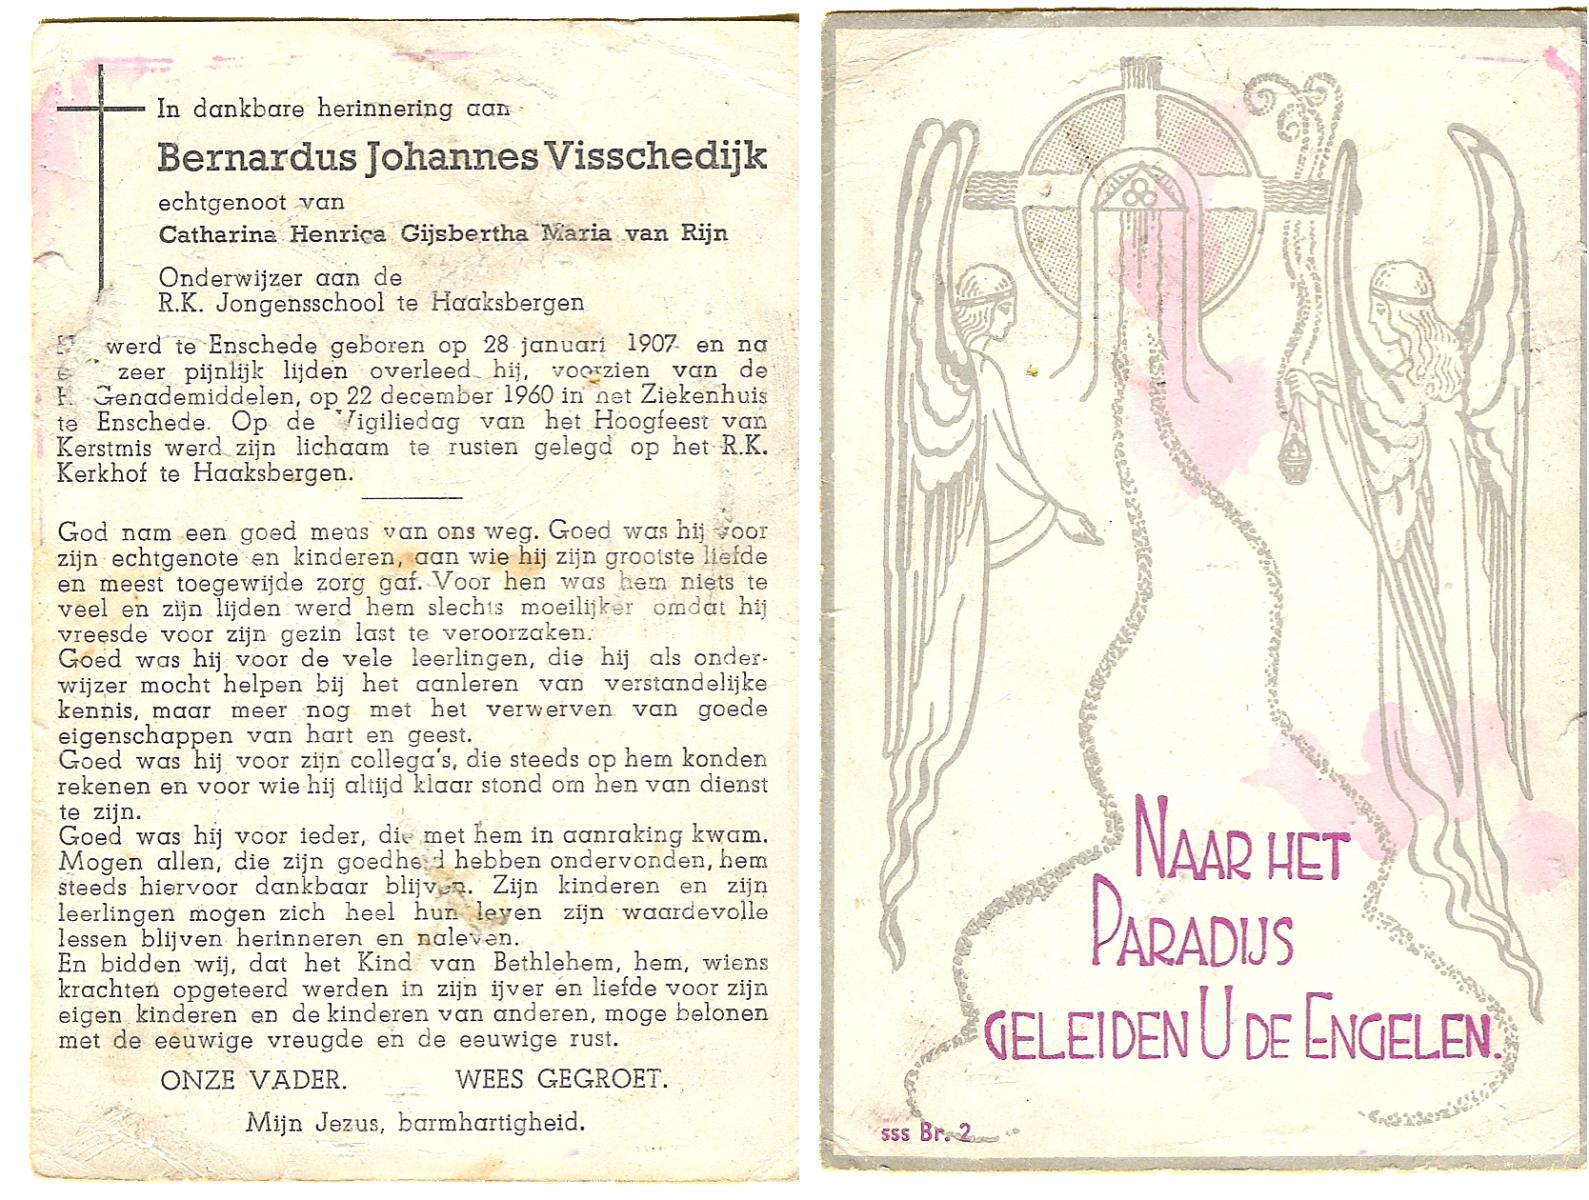 In dankbare herinnering aan
Bernardus Johannes Visschedijk
echtgenoot van
Catharina Henrica Gijsbertha Maria van Rijn
Onderwijzer aan de
R.K. Jongensschool te Haaksbergen
werd te Enschede geboren op 28 januari 1907 en na
zeer pijnlijk lijden overleed hij, voorzien van de
H. Genademiddelen, op 22 december 1960 in het Ziekenhuis
te Enschede. Op de Vigiliedag van het Hoogfeest van
Kerstmis werd zijn lichaam te rusten gelegd op het R.K.
Kerkhof te Haaksbergen.
God nam een goed mens van ons weg. Goed was hij voor
zijn echtgenote en kinderen, aan wie hij zijn grootste liefde
en meest toegewijde zorg gaf. Voor hen was hem niets te
veel en zijn lijden werd hem slechts moeilijker omdat hij
vreesde voor zijn gezin last te veroorzaken.
Goed was hij voor de vele leerlingen, die hij als onder-
wijzer mocht helpen bij het aanleren van verstandelijke
kennis, maar meer nog met het verwerven van goede
eigenschappen van hart en geest.
Goed was hij voor zijn collega's, die steeds op hem konden
rekenen en voor wie hij altijd klaar stond om hen van dienst
te zijn.
Goed was hij voor ieder, die met hem in aanraking kwam.
Mogen allen, die zijn goedheid hebben ondervonden, hem
steeds hiervoor dankbaar blijven. Zijn kinderen en zijn
leerlingen mogen zich heel hun leven zijn waardevolle
lessen blijven herinneren en naleven.
En bidden wij, dat het Kind van Bethlehem, hem, wiens
krachten opgeteerd werden in zijn ijver en liefde voor zijn
eigen kinderen en de kinderen van anderen, moge belonen
met de eeuwige vreugde en de eeuwige rust.
ONZE VADER. WEES GEGROET.
Mijn Jezus, barmhartigheid.
NAAR HET
PARADIJS
GELEIDEN U DE ENGELEN.
sss Br. 2